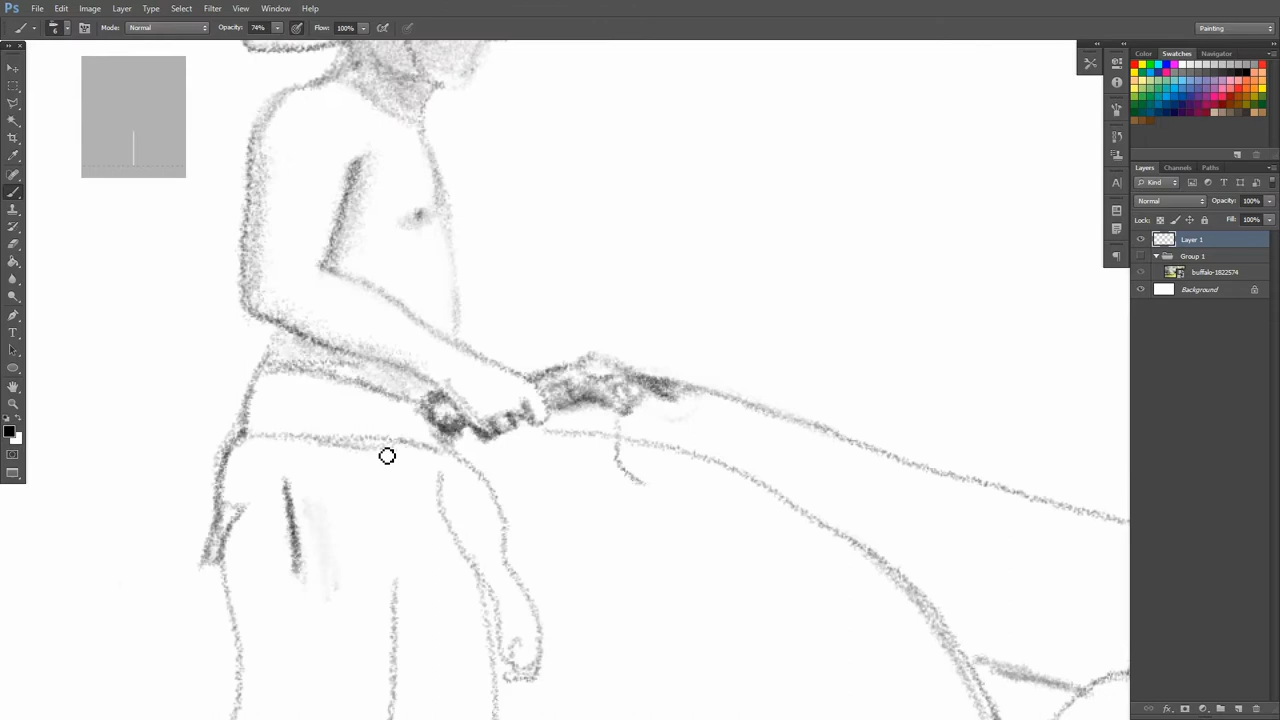 Ps File Edit Image Layer Type Select Filter View Window Help
6 Mode: Normal Opacity: 74% Flow: 100% Painting
Color Swatches Navigator
Layers Channels Paths
Kind
Normal Opacity: 100%
Lock: Fill: 100%
Layer 1
Group 1
buffalo-1822574
Background